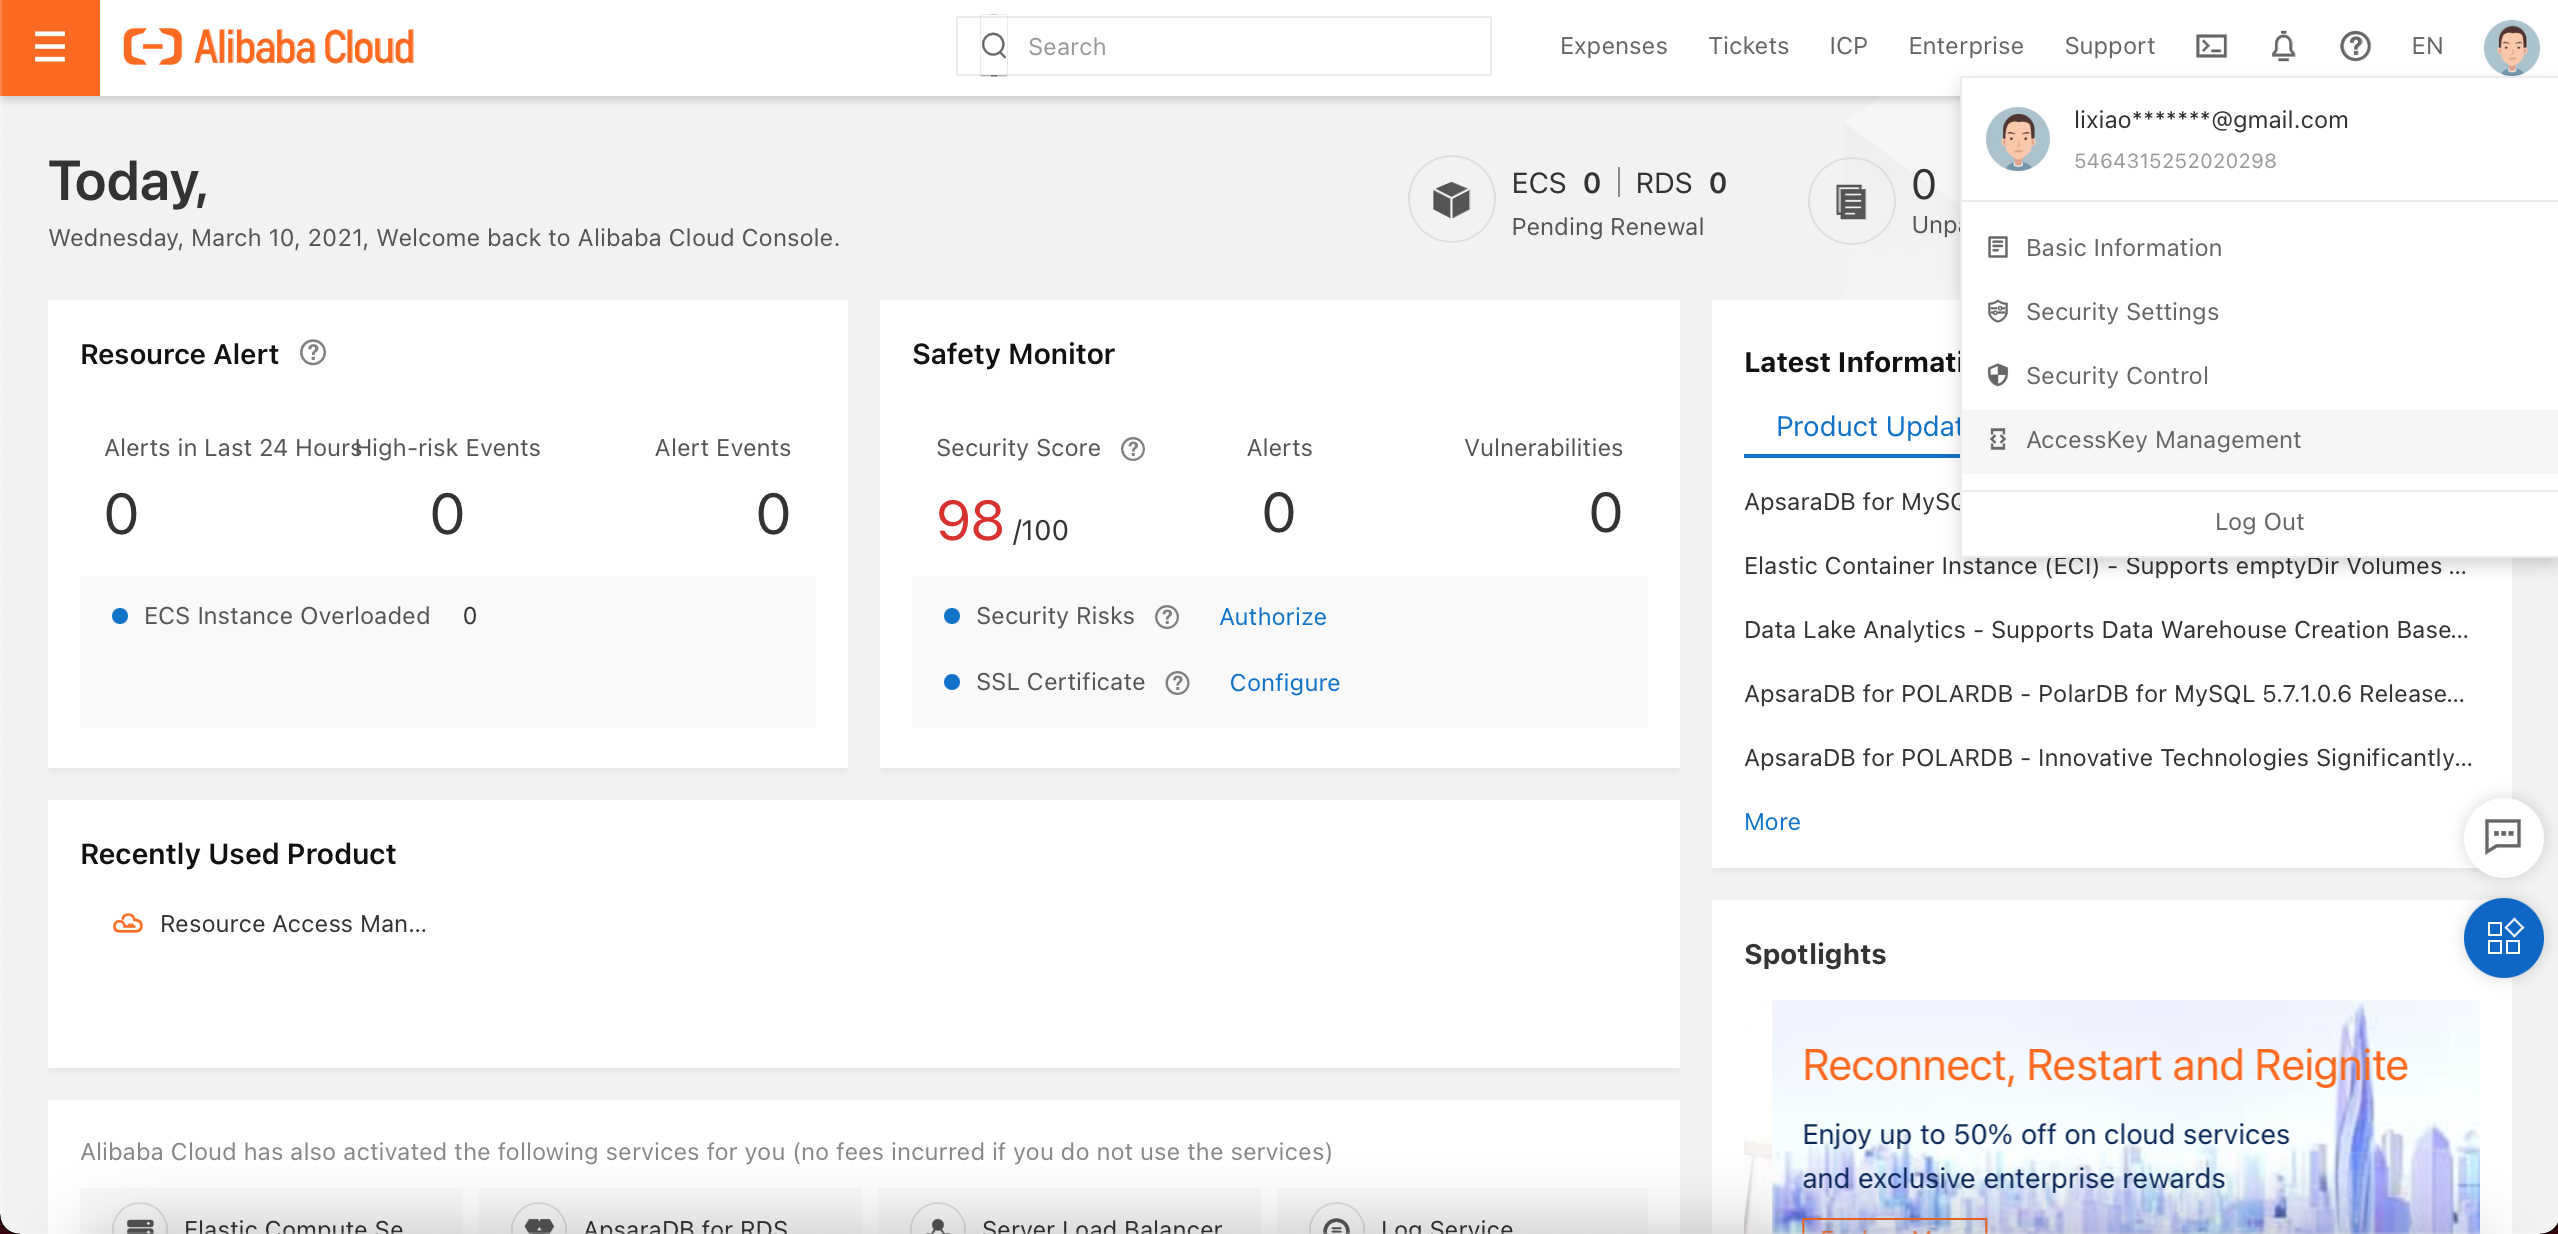 Alibaba Cloud
Search
Expenses
Tickets
ICP
Enterprise
Support
EN
lixiao*******@gmail.com
5464315252020298
Basic Information
Security Settings
Security Control
AccessKey Management
Log Out
Today,
Wednesday, March 10, 2021, Welcome back to Alibaba Cloud Console.
ECS 0 | RDS 0
Pending Renewal
0
Resource Alert
Alerts in Last 24 Hours
High-risk Events
Alert Events
0
0
0
ECS Instance Overloaded 0
Safety Monitor
Security Score
Alerts
Vulnerabilities
98 /100
0
0
Security Risks
Authorize
SSL Certificate
Configure
Latest
Product
ApsaraDB for
Elastic Container Instance (ECI) - Supports emptyDir Volumes ...
Data Lake Analytics - Supports Data Warehouse Creation Base...
ApsaraDB for POLARDB - PolarDB for MySQL 5.7.1.0.6 Release...
ApsaraDB for POLARDB - Innovative Technologies Significantly...
More
Recently Used Product
Resource Access Man...
Spotlights
Reconnect, Restart and Reignite
Enjoy up to 50% off on cloud services
and exclusive enterprise rewards
Alibaba Cloud has also activated the following services for you (no fees incurred if you do not use the services)
Elastic Compute Se
ApsaraDB for RDS
Server Load Balancer
Log Service